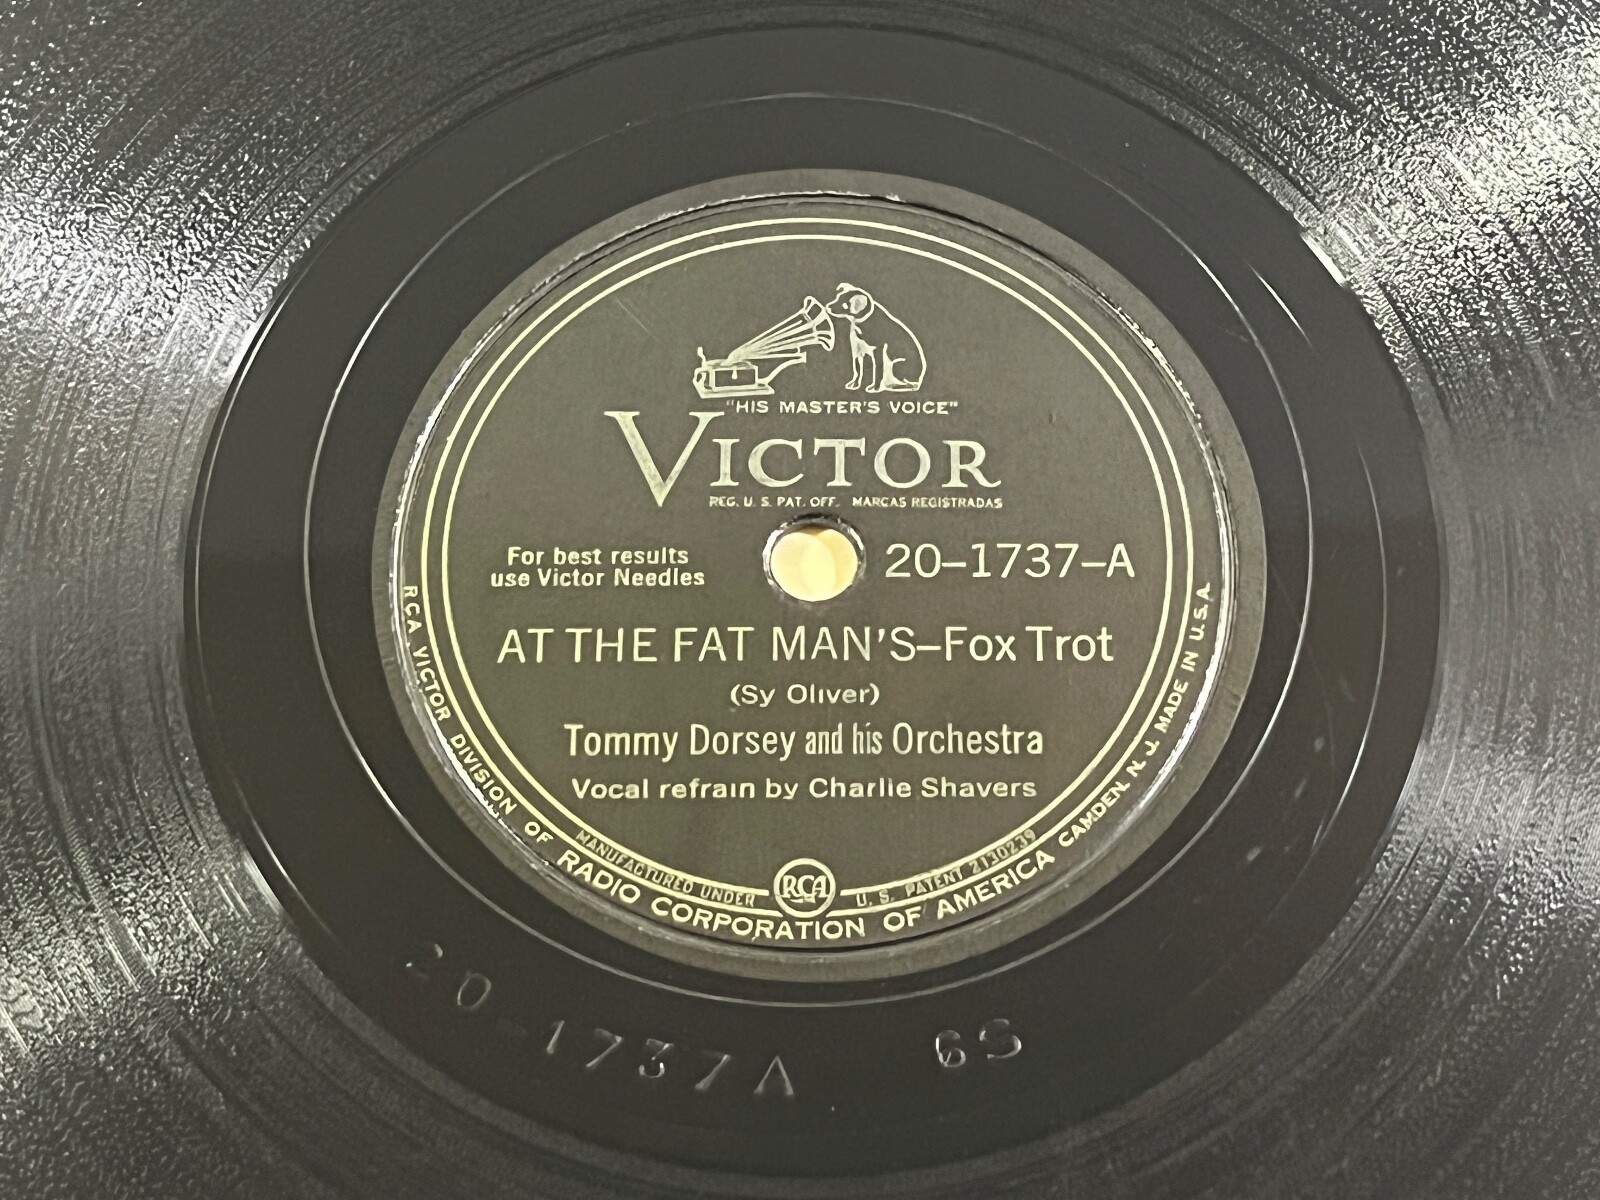 "HIS MASTER'S VOICE"
VICTOR
REG. U. S. PAT. OFF. MARCAS REGISTRADAS
For best results
use Victor Needles
20-1737-A
AT THE FAT MAN'S-Fox Trot
(Sy Oliver)
Tommy Dorsey and his Orchestra
Vocal refrain by Charlie Shavers
MANUFACTURED UNDER RCA U. S. PATENT 2130239
RCA VICTOR DIVISION OF RADIO CORPORATION OF AMERICA CAMDEN, N. J. MADE IN U.S.A.
20-1737A 6S